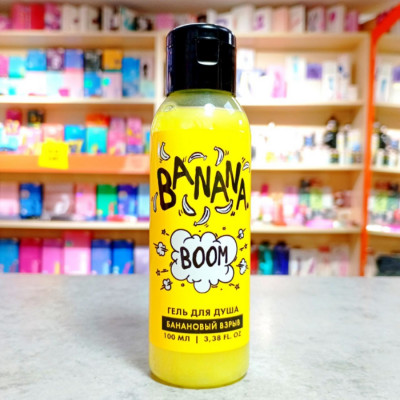 BANANA
BOOM
ГЕЛЬ ДЛЯ ДУША
БАНАНОВЫЙ ВЗРЫВ
100 МЛ | 3,38 FL. OZ